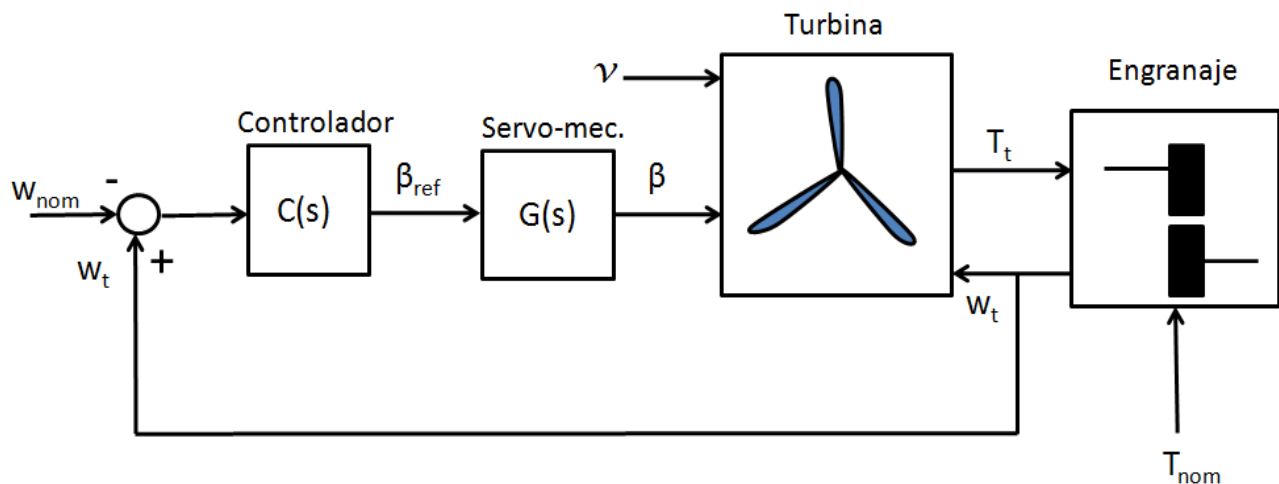 Turbina
Engranaje
Controlador
Servo-mec.
ν
T_t
β_ref
β
w_nom
-
C(s)
G(s)
w_t
+
w_t
T_nom